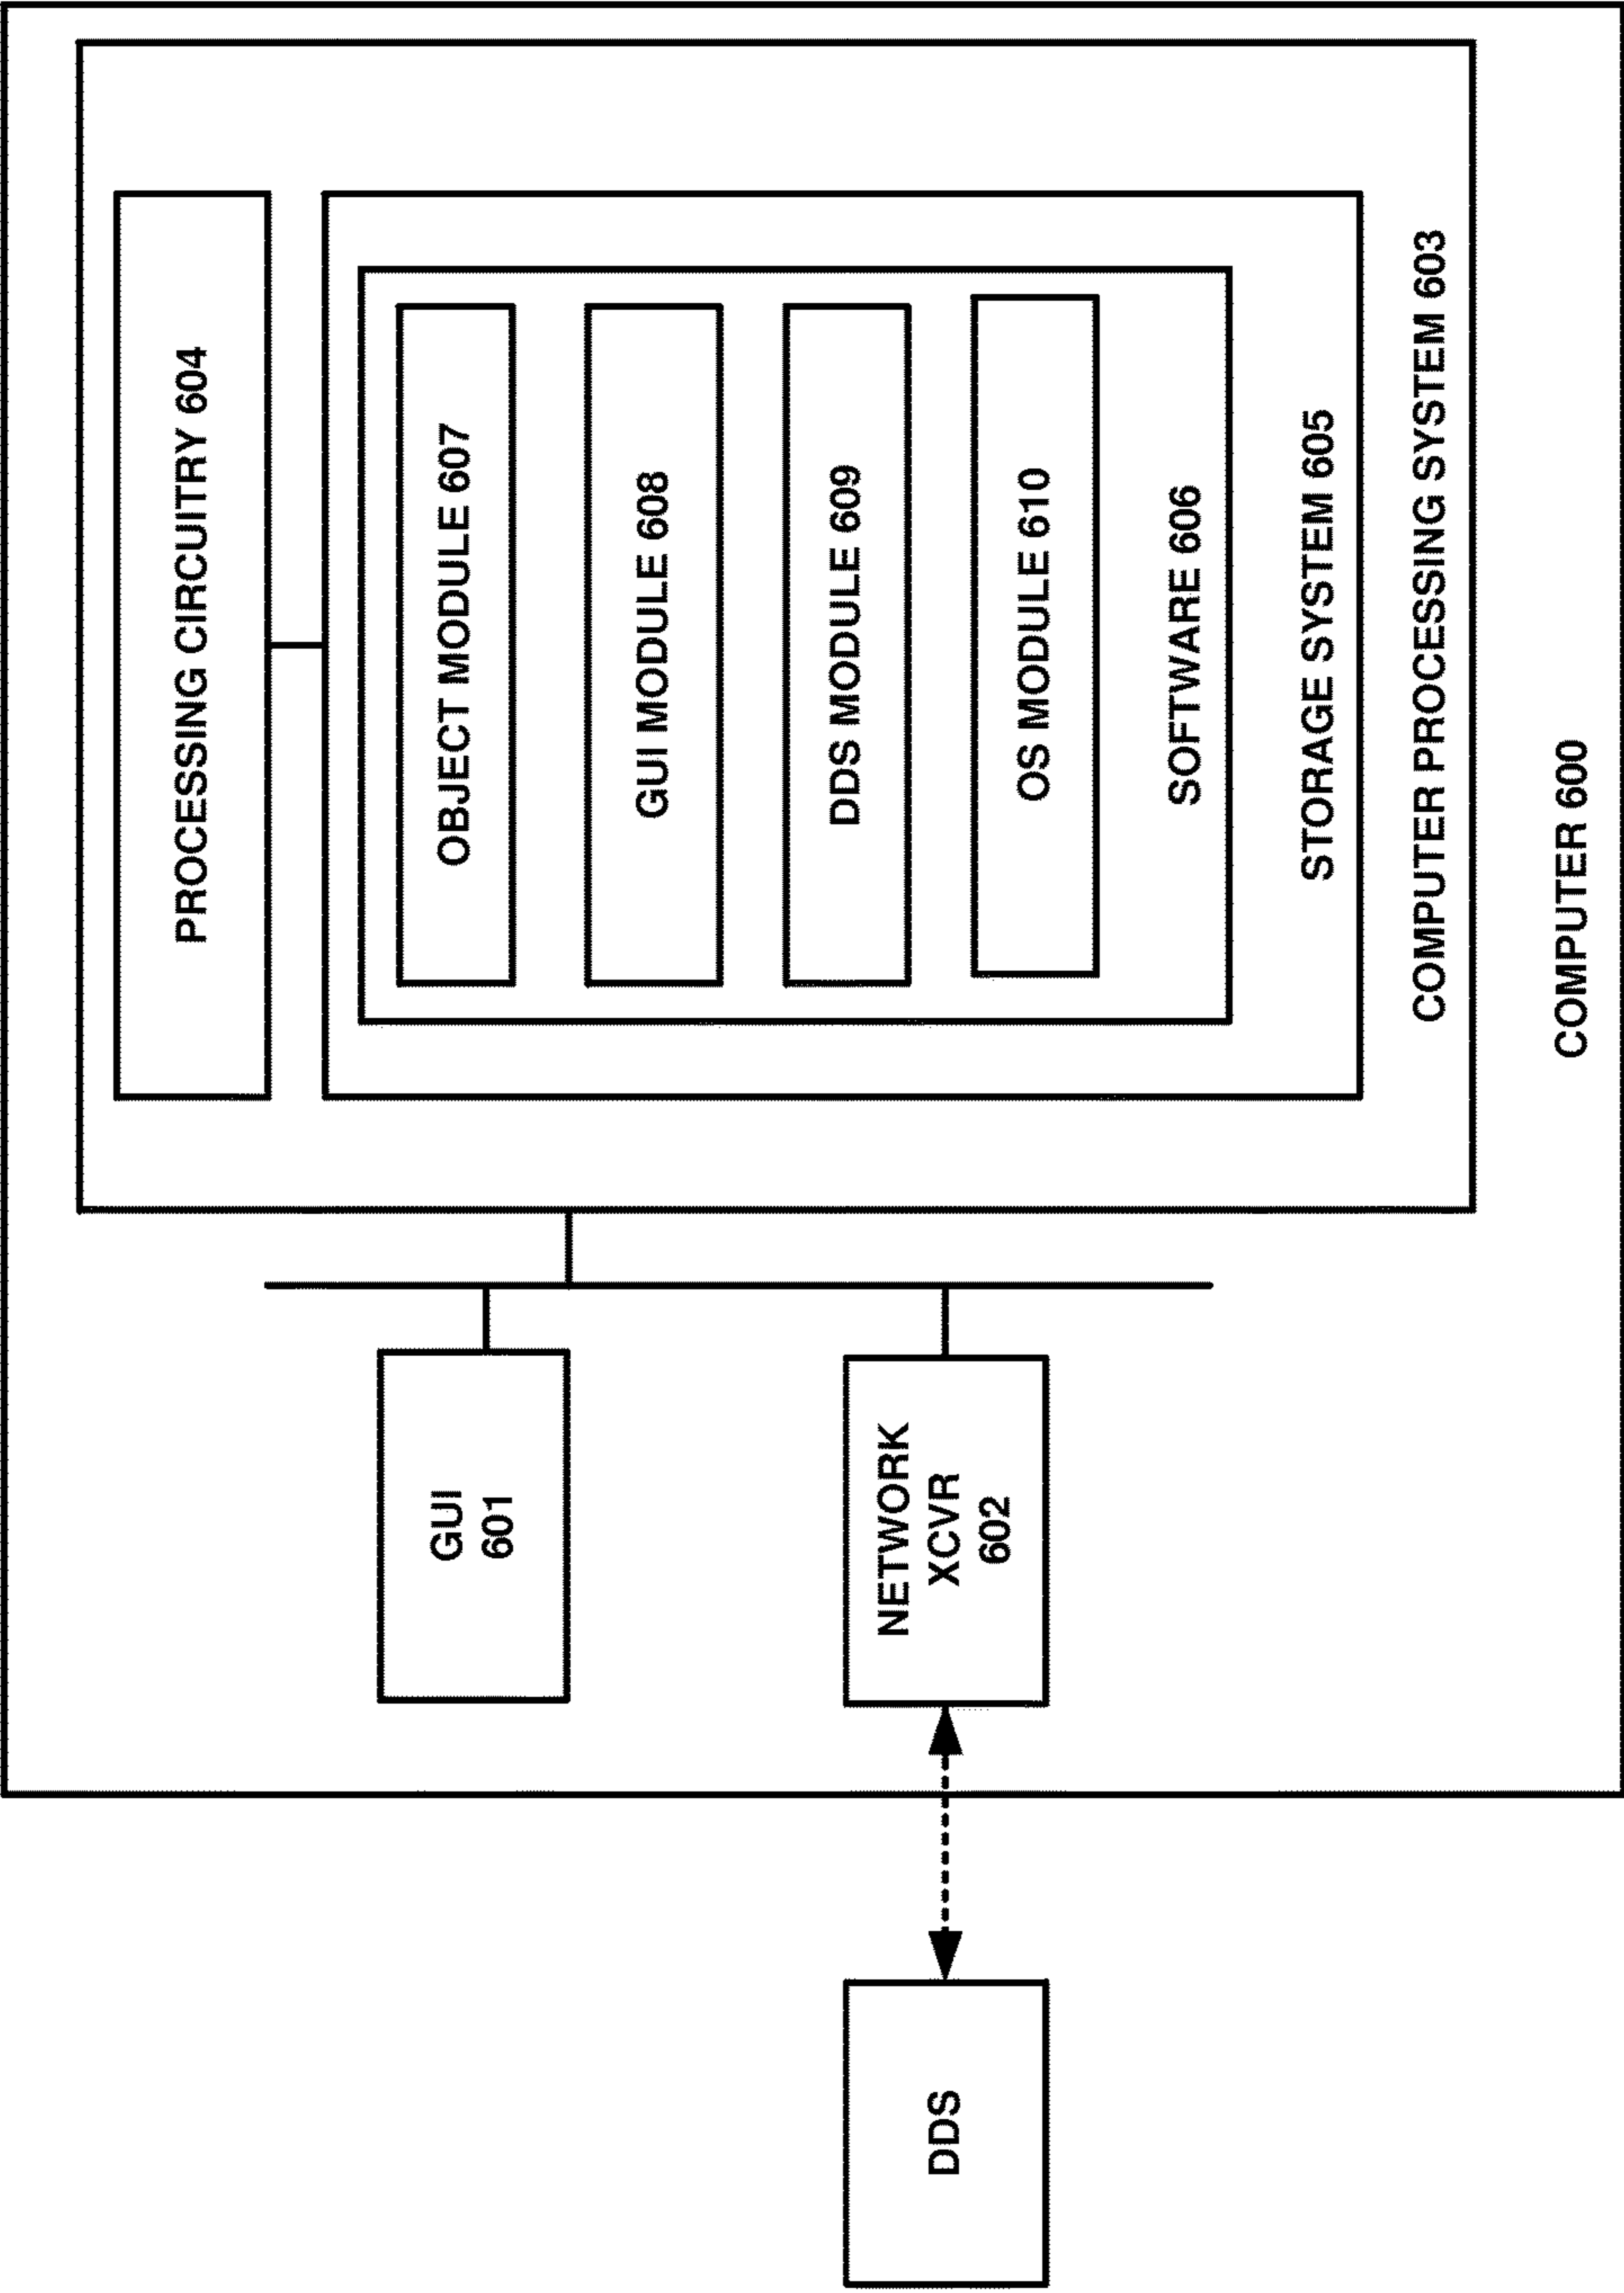 PROCESSING CIRCUITRY 604
OBJECT MODULE 607
GUI MODULE 608
DDS MODULE 609
OS MODULE 610
SOFTWARE 606
STORAGE SYSTEM 605
COMPUTER PROCESSING SYSTEM 603
COMPUTER 600
GUI
601
NETWORK
XCVR
602
DDS